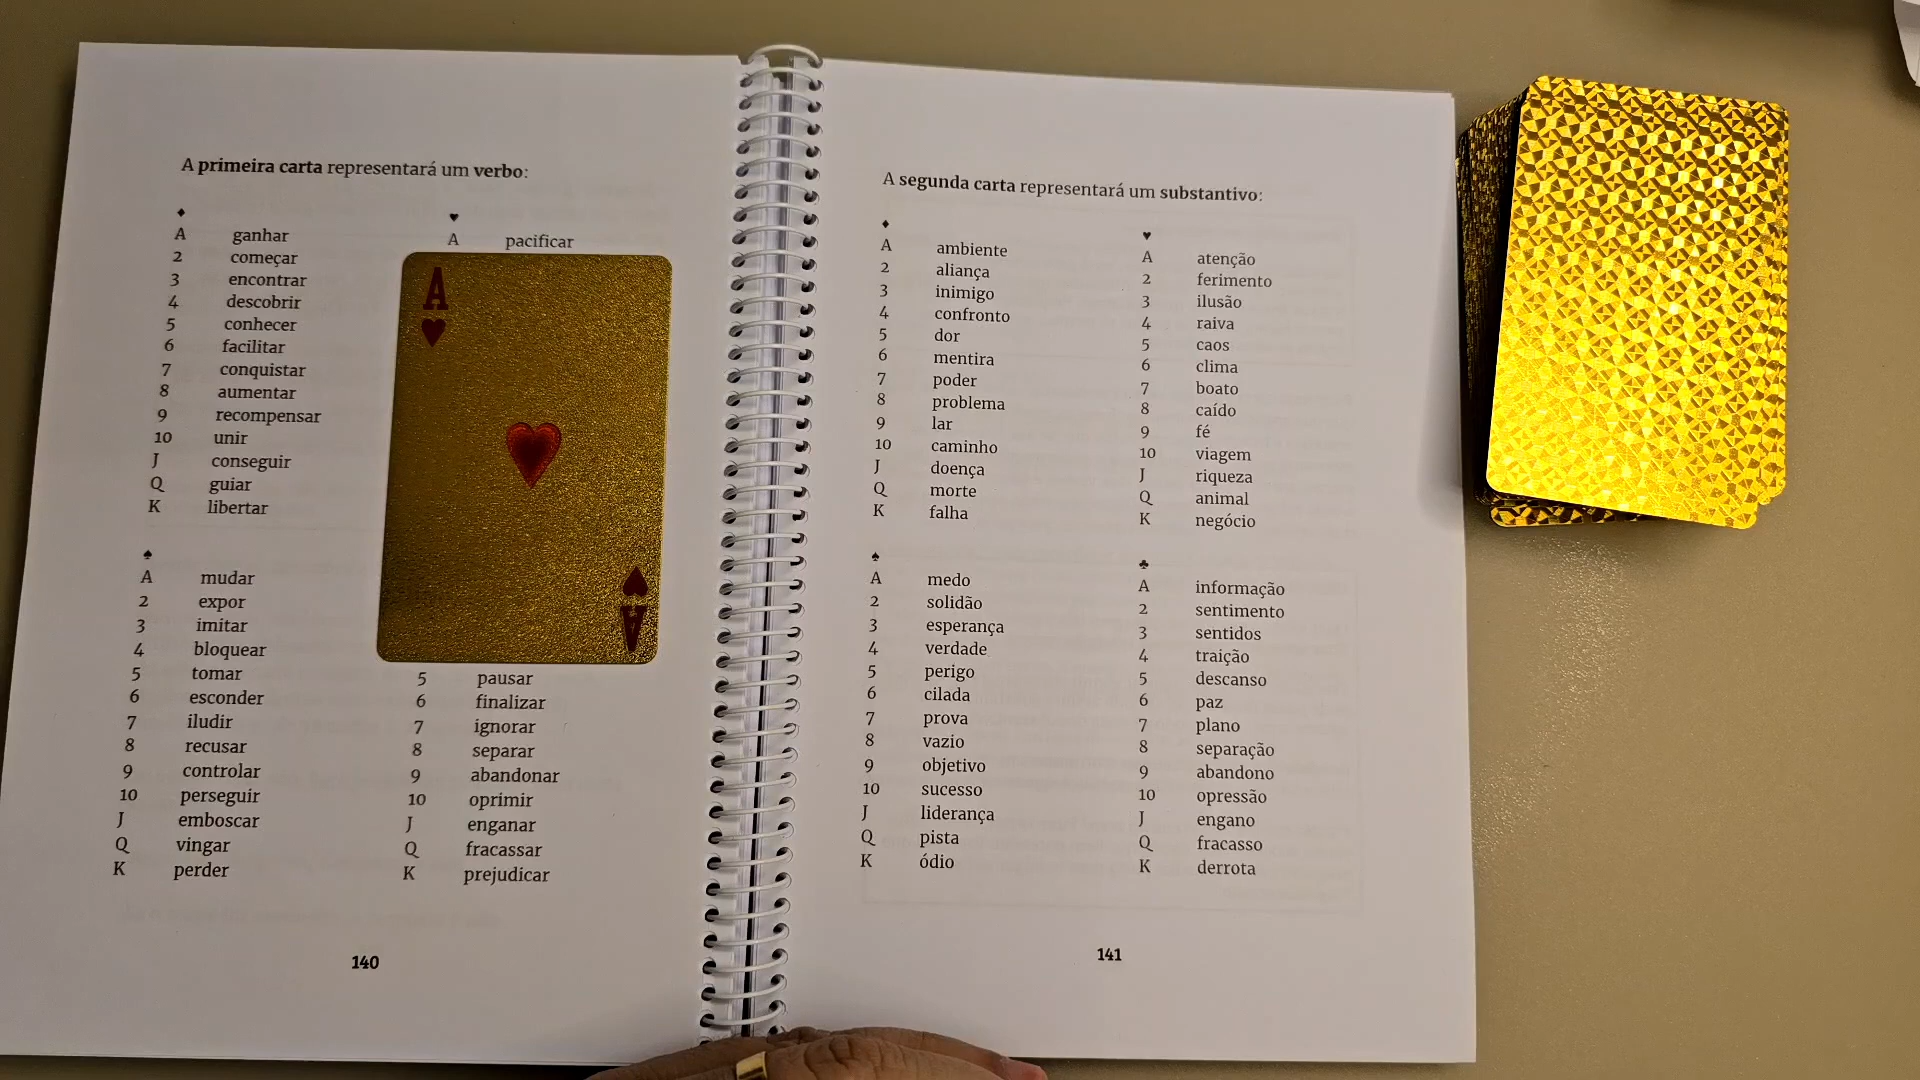 A primeira carta representará um verbo:
♦
A ganhar
2 começar
3 encontrar
4 descobrir
5 conhecer
6 facilitar
7 conquistar
8 aumentar
9 recompensar
10 unir
J conseguir
Q guiar
K libertar
♥
A pacificar
A
A
♠
A mudar
2 expor
3 imitar
4 bloquear
5 tomar
6 esconder
7 iludir
8 recusar
9 controlar
10 perseguir
J emboscar
Q vingar
K perder
5 pausar
6 finalizar
7 ignorar
8 separar
9 abandonar
10 oprimir
J enganar
Q fracassar
K prejudicar
140
A segunda carta representará um substantivo:
♦
A ambiente
2 aliança
3 inimigo
4 confronto
5 dor
6 mentira
7 poder
8 problema
9 lar
10 caminho
J doença
Q morte
K falha
♥
A atenção
2 ferimento
3 ilusão
4 raiva
5 caos
6 clima
7 boato
8 caído
9 fé
10 viagem
J riqueza
Q animal
K negócio
♠
A medo
2 solidão
3 esperança
4 verdade
5 perigo
6 cilada
7 prova
8 vazio
9 objetivo
10 sucesso
J liderança
Q pista
K ódio
♣
A informação
2 sentimento
3 sentidos
4 traição
5 descanso
6 paz
7 plano
8 separação
9 abandono
10 opressão
J engano
Q fracasso
K derrota
141